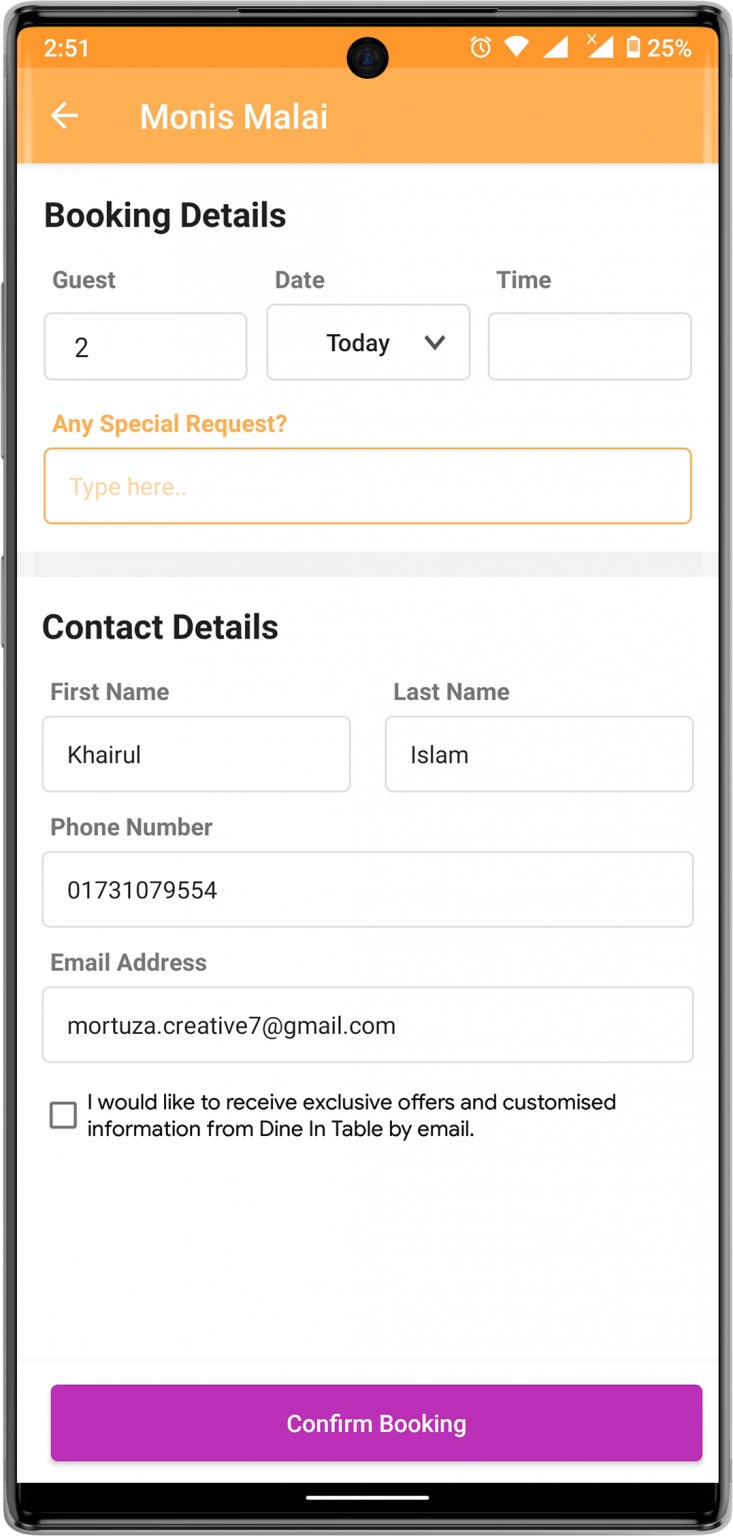 2:51 25%
Monis Malai
Booking Details
Guest Date Time
2 Today
Any Special Request?
Type here..
Contact Details
First Name Last Name
Khairul Islam
Phone Number
01731079554
Email Address
mortuza.creative7@gmail.com
I would like to receive exclusive offers and customised
information from Dine In Table by email.
Confirm Booking